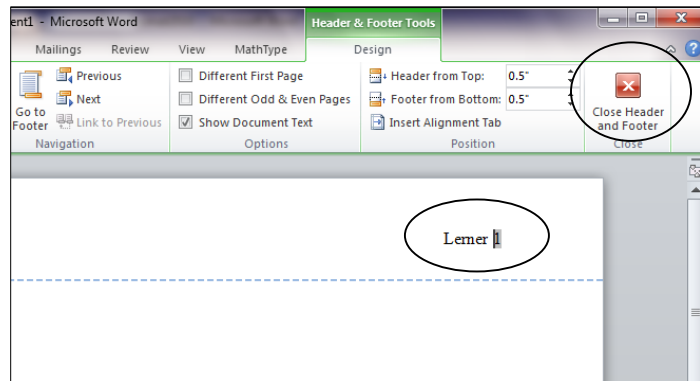 ent1 - Microsoft Word
Header & Footer Tools
Mailings Review View MathType Design
Go to Footer
Previous
Next
Link to Previous
Navigation
Different First Page
Different Odd & Even Pages
Show Document Text
Options
Header from Top: 0.5"
Footer from Bottom: 0.5"
Insert Alignment Tab
Position
Close Header
and Footer
Close
Lerner 1